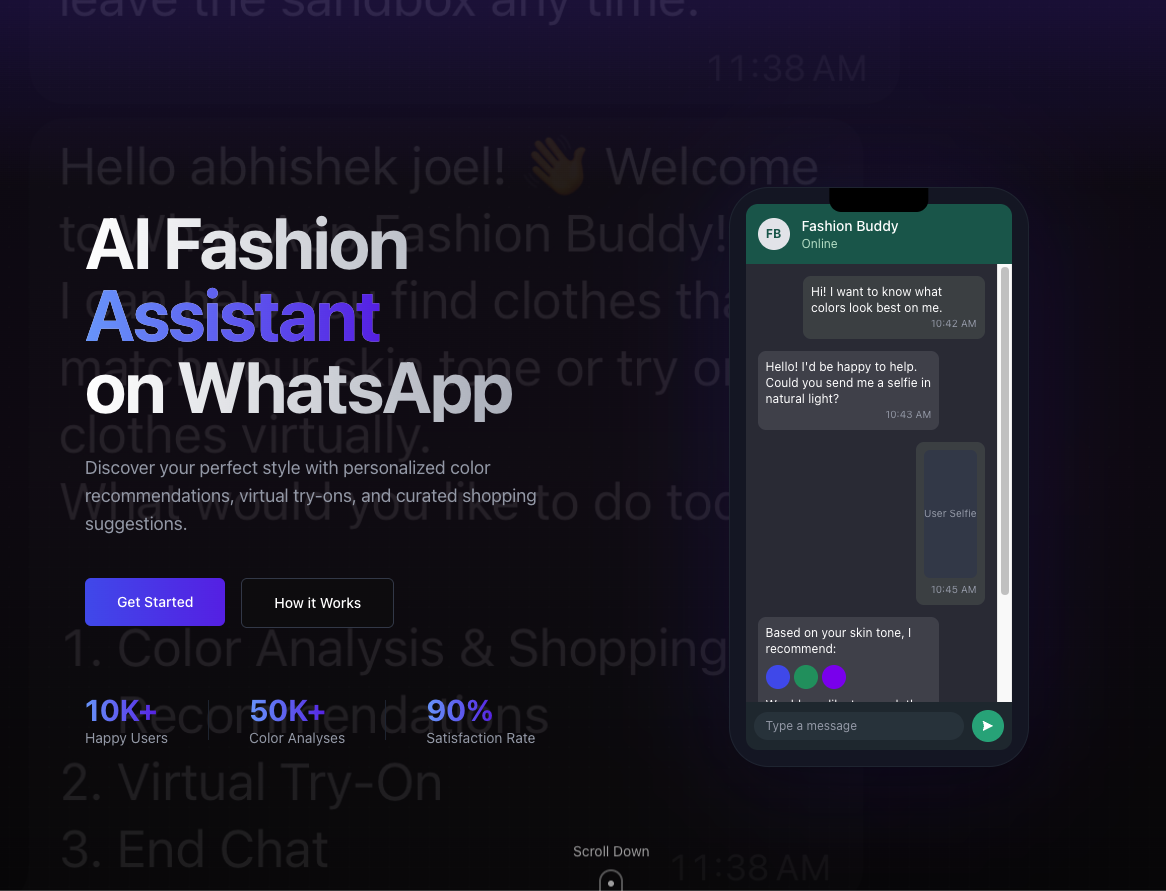 leave the sandbox any time.
11:38 AM
Hello abhishek joel! 👋 Welcome
to WhatsApp Fashion Buddy!
I can help you find clothes tha
match your skin tone or try on
clothes virtually.
What would you like to do tod
1. Color Analysis & Shopping
Recommendations
2. Virtual Try-On
3. End Chat
11:38 AM
AI Fashion
Assistant
on WhatsApp
Discover your perfect style with personalized color
recommendations, virtual try-ons, and curated shopping
suggestions.
Get Started
How it Works
10K+
Happy Users
50K+
Color Analyses
90%
Satisfaction Rate
FB
Fashion Buddy
Online
Hi! I want to know what
colors look best on me.
10:42 AM
Hello! I'd be happy to help.
Could you send me a selfie in
natural light?
10:43 AM
User Selfie
10:45 AM
Based on your skin tone, I
recommend:
Type a message
Scroll Down